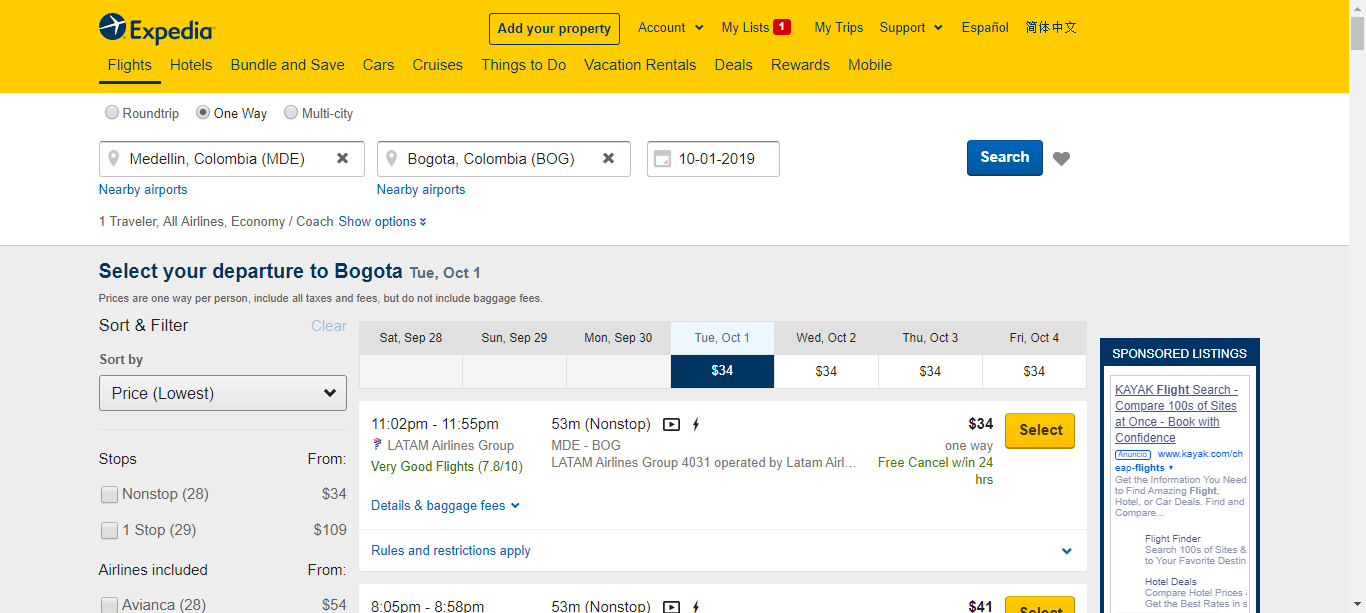 Expedia
Add your property
Account
My Lists 1
My Trips
Support
Español
简体中文
Flights
Hotels
Bundle and Save
Cars
Cruises
Things to Do
Vacation Rentals
Deals
Rewards
Mobile
Roundtrip
One Way
Multi-city
Medellin, Colombia (MDE)
Bogota, Colombia (BOG)
10-01-2019
Search
Nearby airports
Nearby airports
1 Traveler, All Airlines, Economy / Coach Show options
Select your departure to Bogota Tue, Oct 1
Prices are one way per person, include all taxes and fees, but do not include baggage fees.
Sort & Filter
Clear
Sort by
Price (Lowest)
Stops
From:
Nonstop (28)
$34
1 Stop (29)
$109
Airlines included
From:
Avianca (28)
$54
Sat, Sep 28
Sun, Sep 29
Mon, Sep 30
Tue, Oct 1
Wed, Oct 2
Thu, Oct 3
Fri, Oct 4
$34
$34
$34
$34
11:02pm - 11:55pm
LATAM Airlines Group
Very Good Flights (7.8/10)
53m (Nonstop)
MDE - BOG
LATAM Airlines Group 4031 operated by Latam Airl...
$34
one way
Free Cancel w/in 24
hrs
Select
Details & baggage fees
Rules and restrictions apply
8:05pm - 8:58pm
53m (Nonstop)
$41
Select
SPONSORED LISTINGS
KAYAK Flight Search -
Compare 100s of Sites
at Once - Book with
Confidence
Anuncio www.kayak.com/ch
eap-flights
Get the Information You Need
to Find Amazing Flight,
Hotel, or Car Deals. Find and
Compare...
Flight Finder
Search 100s of Sites &
to Your Favorite Destin
Hotel Deals
Compare Hotel Prices
Get the Best Rates in s